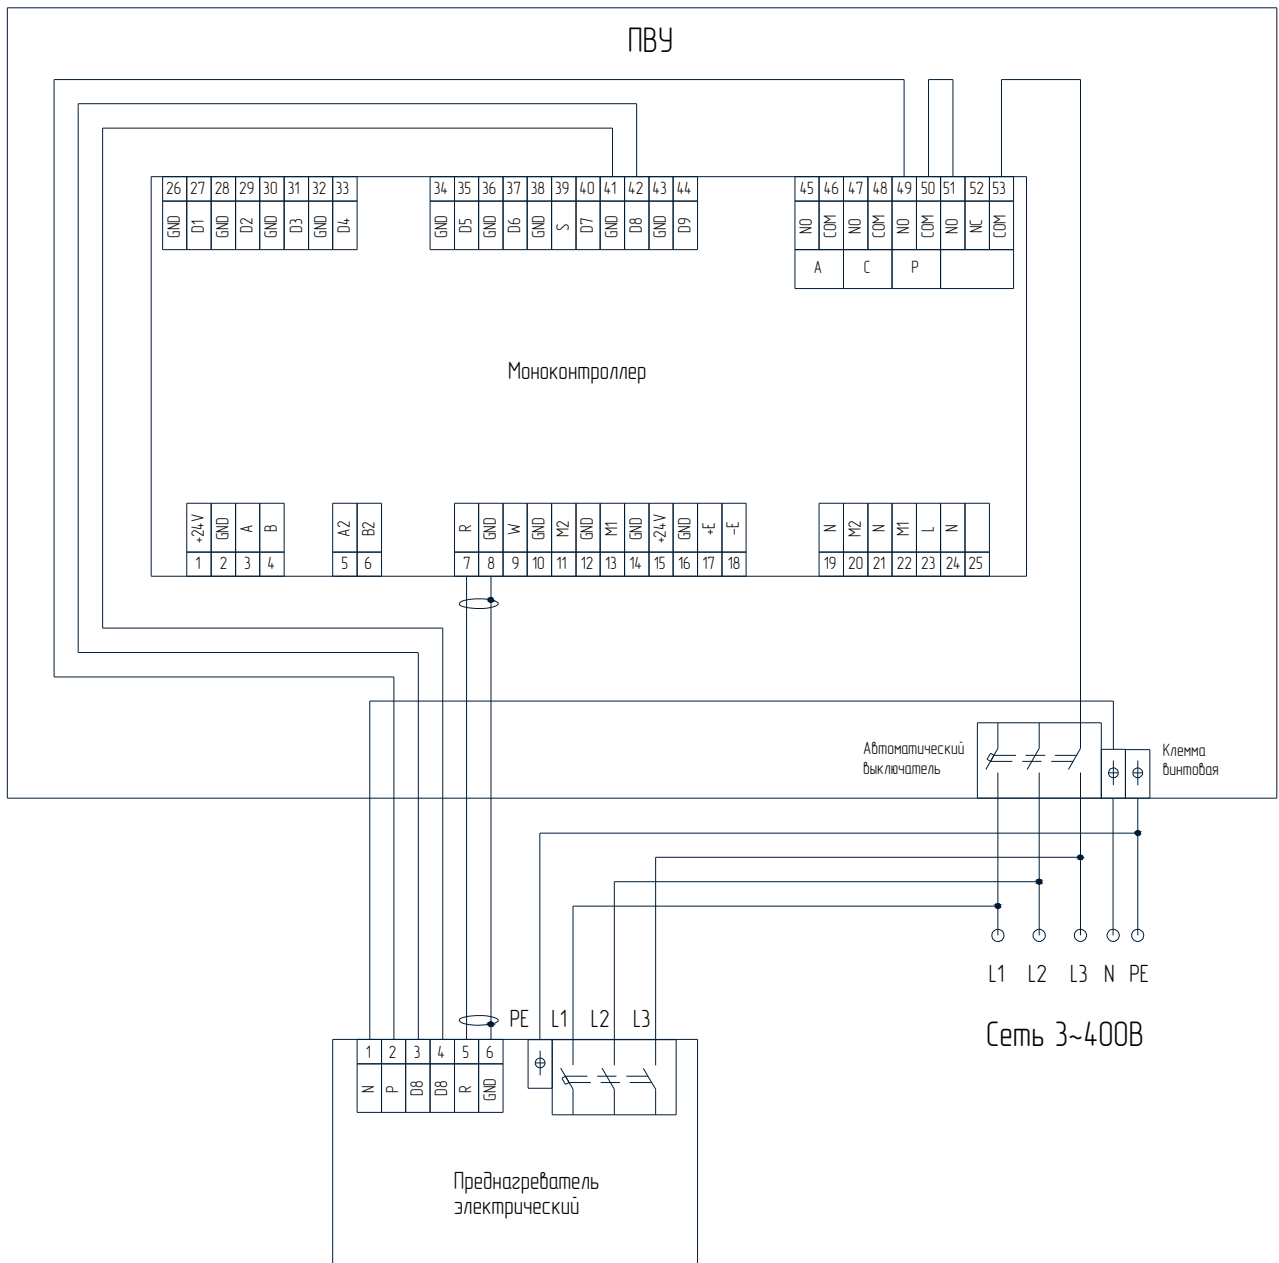 ПВУ
26 27 28 29 30 31 32 33
GND D1 GND D2 GND D3 GND D4
34 35 36 37 38 39 40 41 42 43 44
GND D5 GND D6 GND S D7 GND D8 GND D9
45 46 47 48 49 50 51 52 53
NO COM NO COM NO COM NO NC COM
A C P
Моноконтроллер
+24V GND A B
1 2 3 4
A2 B2
5 6
R GND W GND M2 GND M1 GND +24V GND +E -E
7 8 9 10 11 12 13 14 15 16 17 18
N M2 N M1 L N
19 20 21 22 23 24 25
Автоматический
выключатель
Клемма
винтовая
L1 L2 L3 N PE
Сеть 3~400В
PE L1 L2 L3
1 2 3 4 5 6
N P D8 D8 R GND
Преднагреватель
электрический